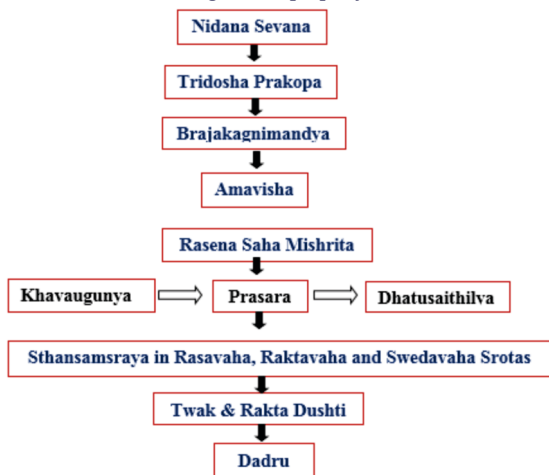 Nidana Sevana
Tridosha Prakopa
Brajakagnimandya
Amavisha
Rasena Saha Mishrita
Khavaugunya Prasara Dhatusaithilva
Sthansamsraya in Rasavaha, Raktavaha and Swedavaha Srotas
Twak & Rakta Dushti
Dadru